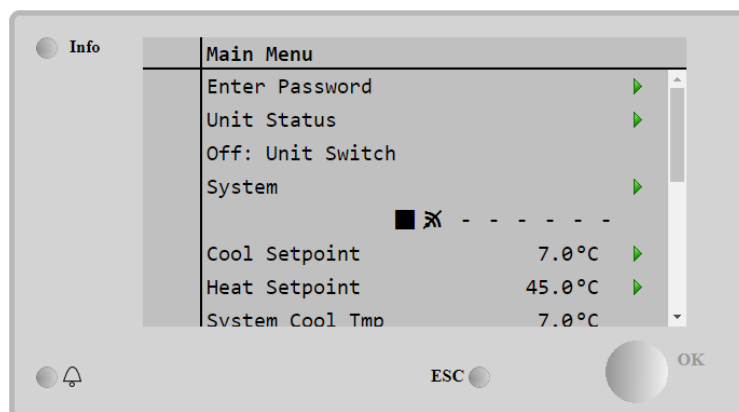 Info
Main Menu
Enter Password
Unit Status
Off: Unit Switch
System
- - - - - -
Cool Setpoint 7.0°C
Heat Setpoint 45.0°C
System Cool Tmp 7.0°C
ESC
OK